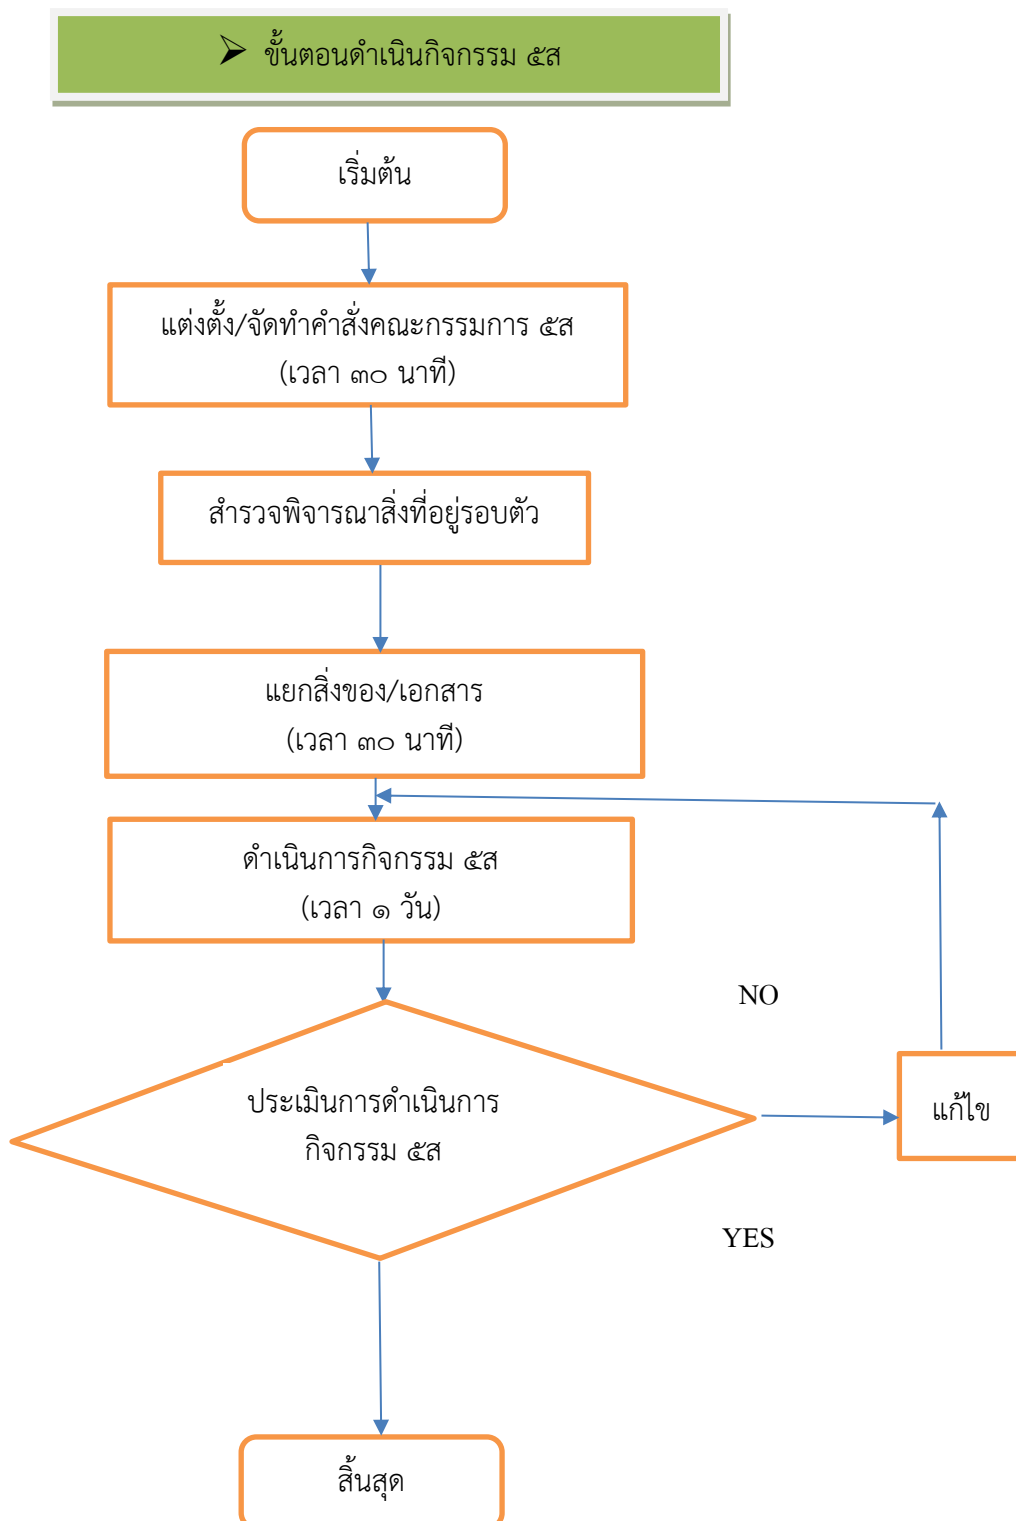 ➢ ขั้นตอนดำเนินกิจกรรม ๕ส
เริ่มต้น
แต่งตั้ง/จัดทำคำสั่งคณะกรรมการ ๕ส
(เวลา ๓๐ นาที)
สำรวจพิจารณาสิ่งที่อยู่รอบตัว
แยกสิ่งของ/เอกสาร
(เวลา ๓๐ นาที)
ดำเนินการกิจกรรม ๕ส
(เวลา ๑ วัน)
NO
ประเมินการดำเนินการ
กิจกรรม ๕ส
แก้ไข
YES
สิ้นสุด